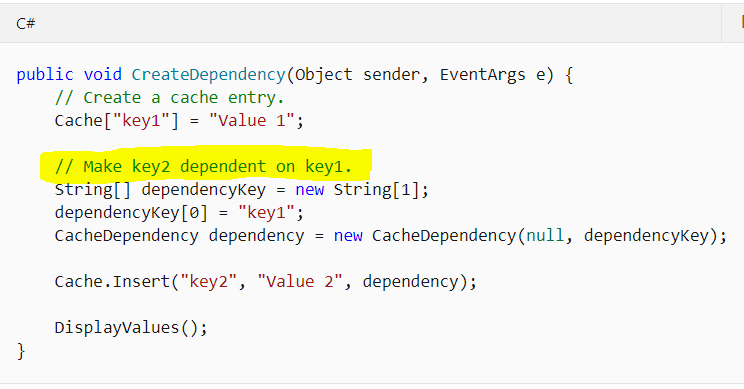 C#
public void CreateDependency(Object sender, EventArgs e) {
    // Create a cache entry.
    Cache["key1"] = "Value 1";
    // Make key2 dependent on key1.
    String[] dependencyKey = new String[1];
    dependencyKey[0] = "key1";
    CacheDependency dependency = new CacheDependency(null, dependencyKey);
    Cache.Insert("key2", "Value 2", dependency);
    DisplayValues();
}